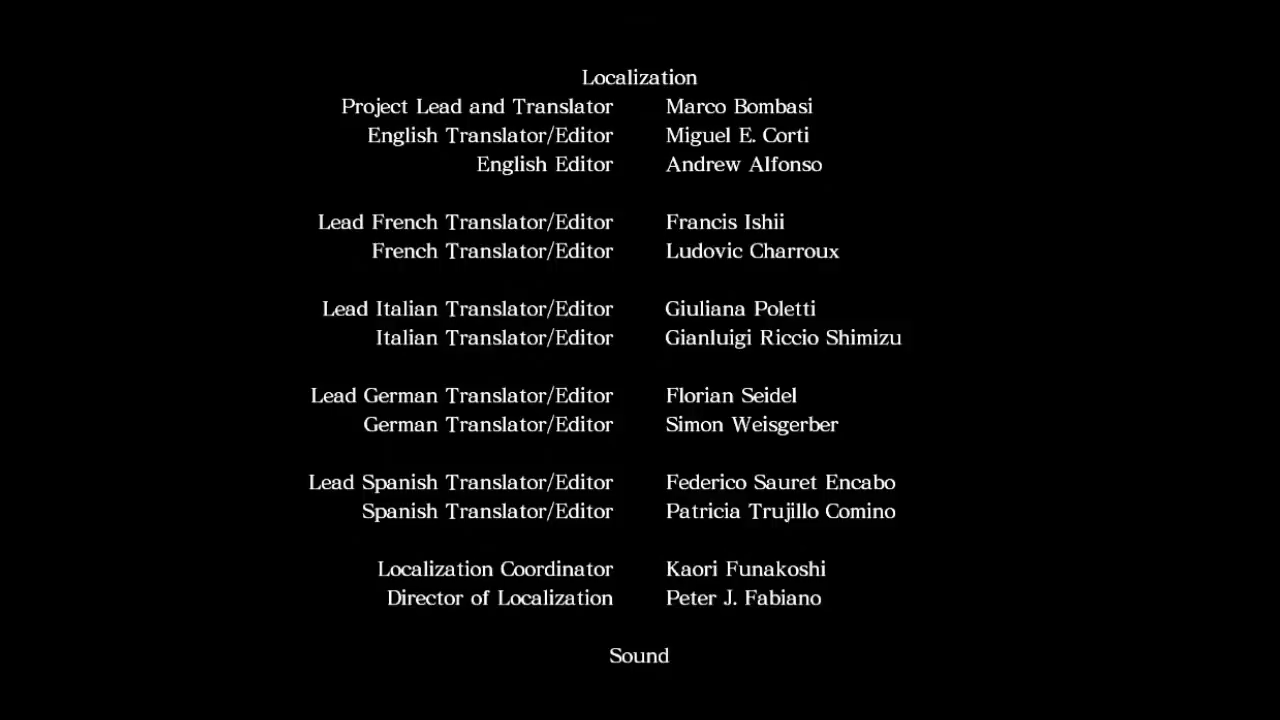 Localization
Project Lead and Translator Marco Bombasi
English Translator/Editor Miguel E. Corti
English Editor Andrew Alfonso
Lead French Translator/Editor Francis Ishii
French Translator/Editor Ludovic Charroux
Lead Italian Translator/Editor Giuliana Poletti
Italian Translator/Editor Gianluigi Riccio Shimizu
Lead German Translator/Editor Florian Seidel
German Translator/Editor Simon Weisgerber
Lead Spanish Translator/Editor Federico Sauret Encabo
Spanish Translator/Editor Patricia Trujillo Comino
Localization Coordinator Kaori Funakoshi
Director of Localization Peter J. Fabiano
Sound